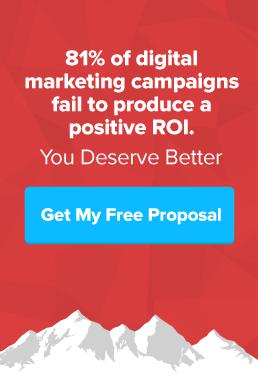 81% of digital
marketing campaigns
fail to produce a
positive ROI.
You Deserve Better
Get My Free Proposal